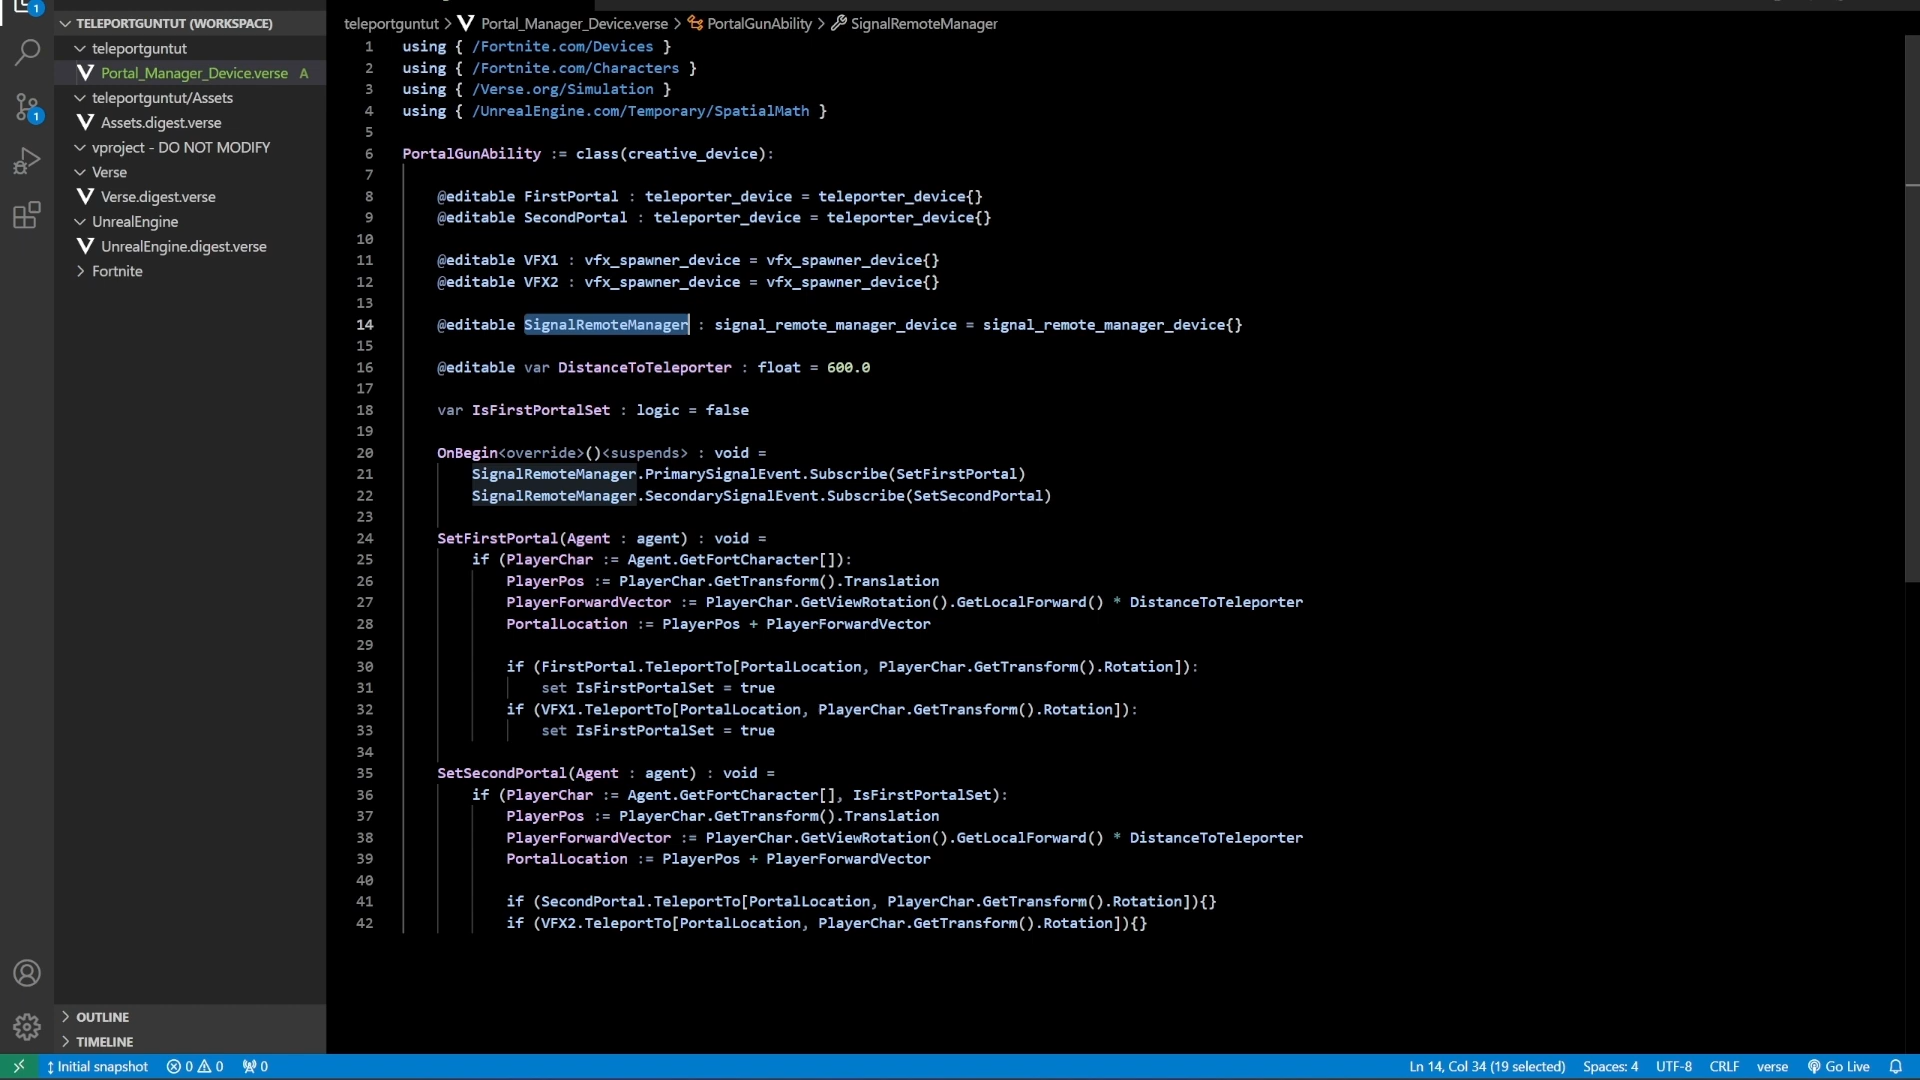 1
TELEPORTGUNTUT (WORKSPACE)
teleportguntut
Portal_Manager_Device.verse A
teleportguntut/Assets
Assets.digest.verse
vproject - DO NOT MODIFY
Verse
Verse.digest.verse
UnrealEngine
UnrealEngine.digest.verse
Fortnite
1
OUTLINE
TIMELINE
teleportguntut > Portal_Manager_Device.verse > PortalGunAbility > SignalRemoteManager
1 using { /Fortnite.com/Devices }
2 using { /Fortnite.com/Characters }
3 using { /Verse.org/Simulation }
4 using { /UnrealEngine.com/Temporary/SpatialMath }
5
6 PortalGunAbility := class(creative_device):
7
8 @editable FirstPortal : teleporter_device = teleporter_device{}
9 @editable SecondPortal : teleporter_device = teleporter_device{}
10
11 @editable VFX1 : vfx_spawner_device = vfx_spawner_device{}
12 @editable VFX2 : vfx_spawner_device = vfx_spawner_device{}
13
14 @editable SignalRemoteManager : signal_remote_manager_device = signal_remote_manager_device{}
15
16 @editable var DistanceToTeleporter : float = 600.0
17
18 var IsFirstPortalSet : logic = false
19
20 OnBegin<override>()<suspends> : void =
21 SignalRemoteManager.PrimarySignalEvent.Subscribe(SetFirstPortal)
22 SignalRemoteManager.SecondarySignalEvent.Subscribe(SetSecondPortal)
23
24 SetFirstPortal(Agent : agent) : void =
25 if (PlayerChar := Agent.GetFortCharacter[]):
26 PlayerPos := PlayerChar.GetTransform().Translation
27 PlayerForwardVector := PlayerChar.GetViewRotation().GetLocalForward() * DistanceToTeleporter
28 PortalLocation := PlayerPos + PlayerForwardVector
29
30 if (FirstPortal.TeleportTo[PortalLocation, PlayerChar.GetTransform().Rotation]):
31 set IsFirstPortalSet = true
32 if (VFX1.TeleportTo[PortalLocation, PlayerChar.GetTransform().Rotation]):
33 set IsFirstPortalSet = true
34
35 SetSecondPortal(Agent : agent) : void =
36 if (PlayerChar := Agent.GetFortCharacter[], IsFirstPortalSet):
37 PlayerPos := PlayerChar.GetTransform().Translation
38 PlayerForwardVector := PlayerChar.GetViewRotation().GetLocalForward() * DistanceToTeleporter
39 PortalLocation := PlayerPos + PlayerForwardVector
40
41 if (SecondPortal.TeleportTo[PortalLocation, PlayerChar.GetTransform().Rotation]){}
42 if (VFX2.TeleportTo[PortalLocation, PlayerChar.GetTransform().Rotation]){}
Initial snapshot 0 0 0 Ln 14, Col 34 (19 selected) Spaces: 4 UTF-8 CRLF verse Go Live